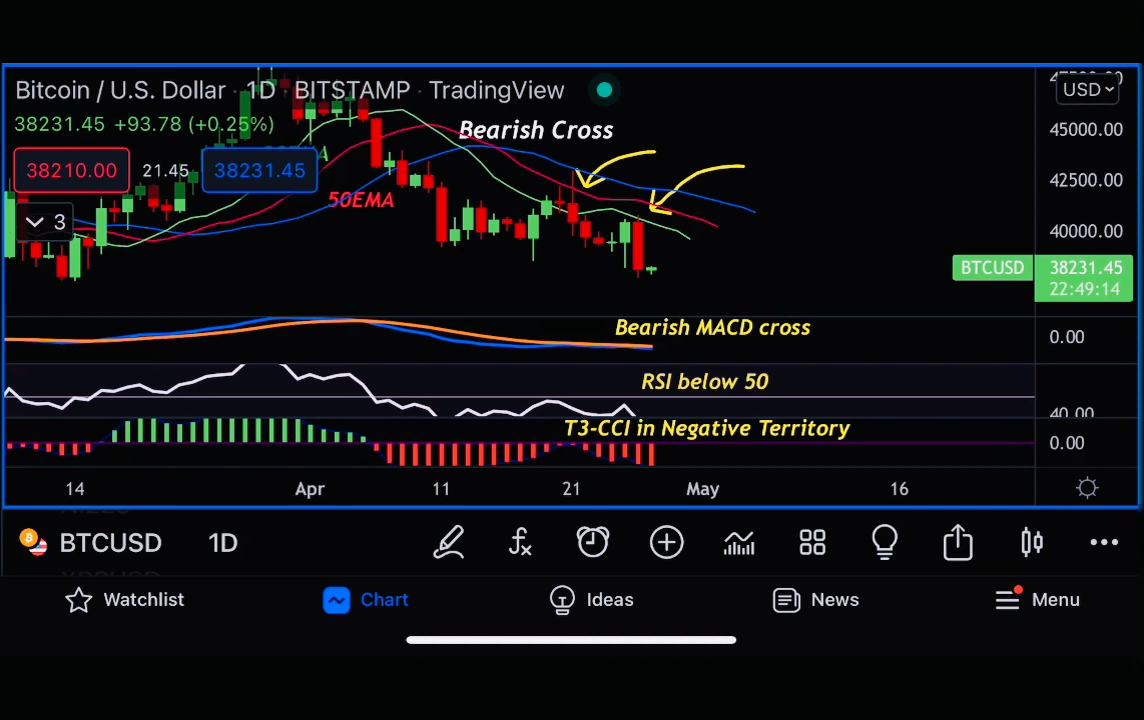 Bitcoin / U.S. Dollar · 1D · BITSTAMP · TradingView
USD
38231.45 +93.78 (+0.25%)
Bearish Cross
45000.00
38210.00
21.45
38231.45
42500.00
50EMA
3
40000.00
BTCUSD
38231.45
22:49:14
Bearish MACD cross
0.00
RSI below 50
40.00
T3-CCI in Negative Territory
0.00
14
Apr
11
21
May
16
BTCUSD
1D
Watchlist
Chart
Ideas
News
Menu